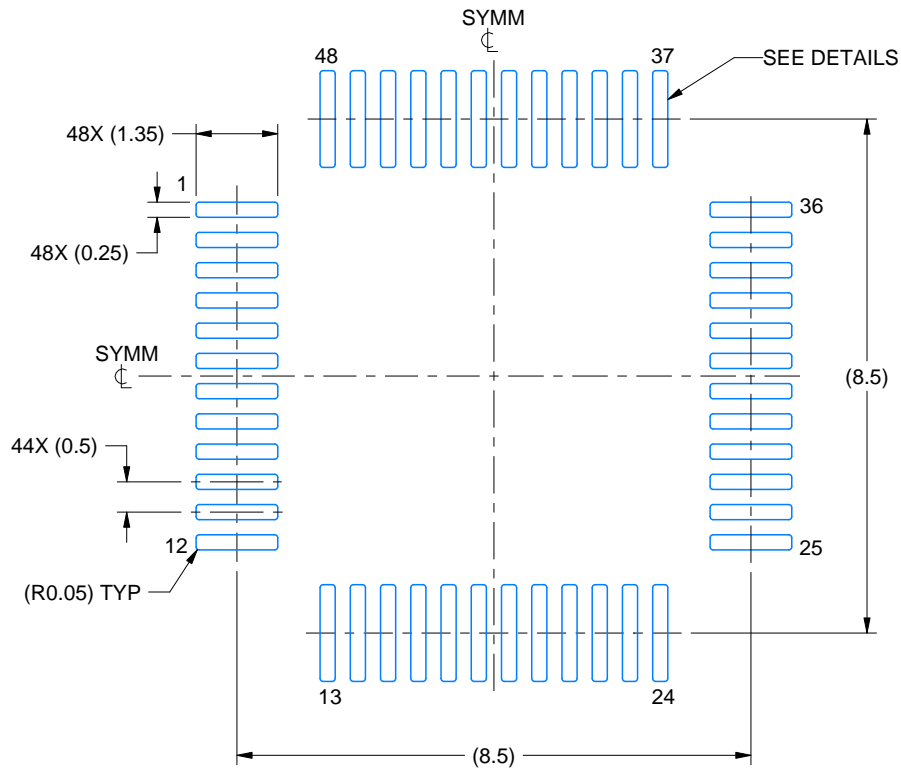 SYMM
℄
48
37
SEE DETAILS
48X (1.35)
1
36
48X (0.25)
SYMM
℄
(8.5)
44X (0.5)
12
25
(R0.05) TYP
13
24
(8.5)